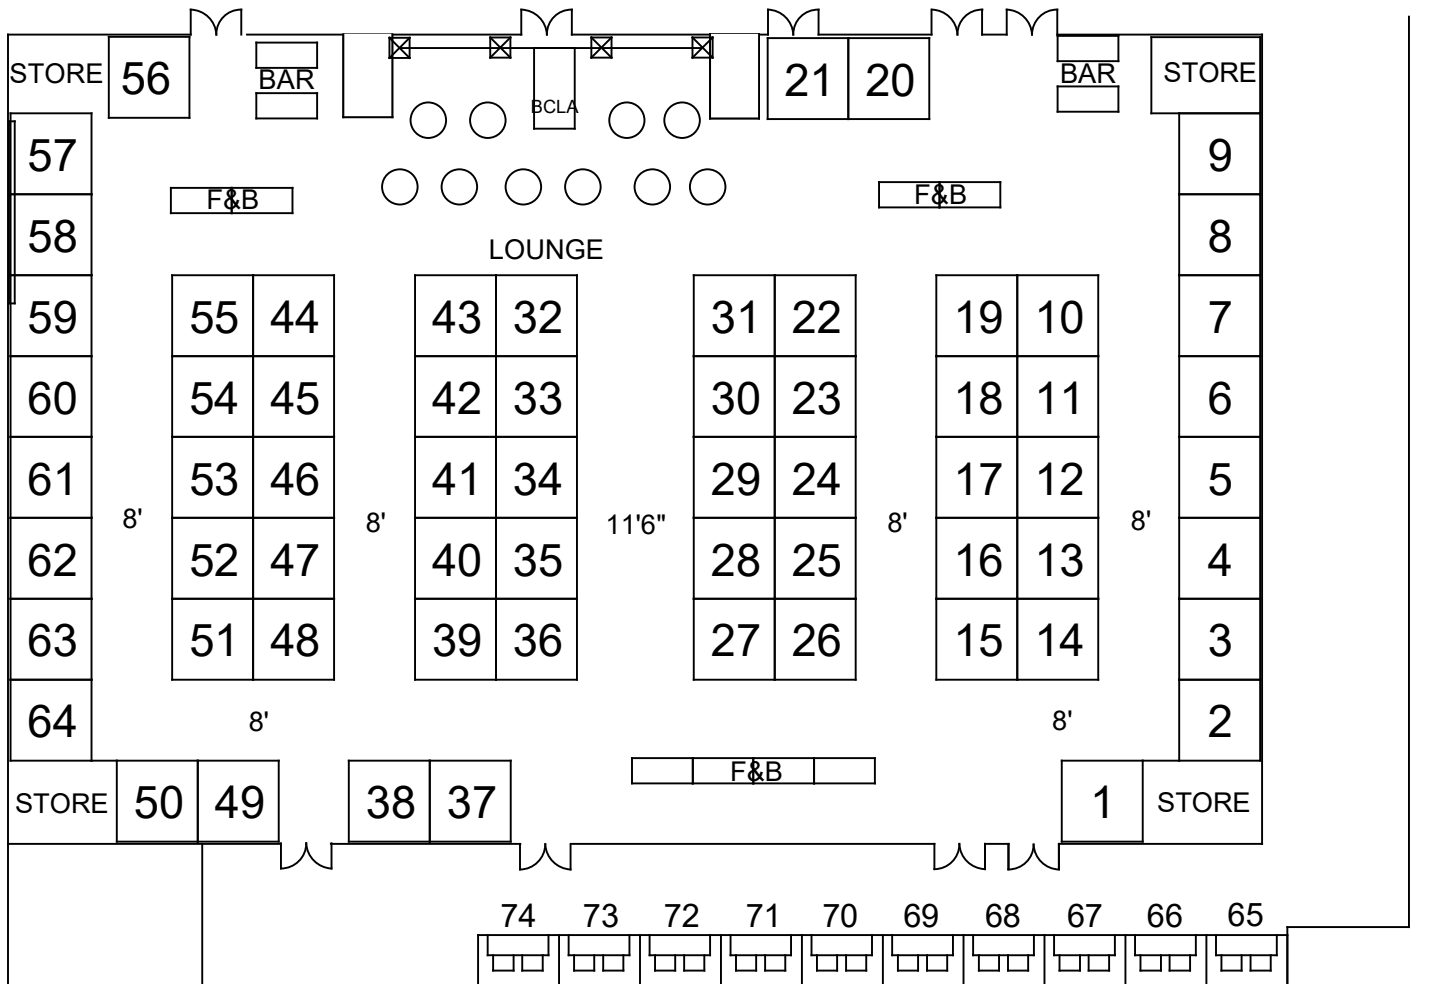 STORE 56 BAR BCLA 21 20 BAR STORE
57 9
F&B F&B
58 LOUNGE 8
59 55 44 43 32 31 22 19 10 7
60 54 45 42 33 30 23 18 11 6
61 53 46 41 34 29 24 17 12 5
8' 8' 11'6" 8' 8'
62 52 47 40 35 28 25 16 13 4
63 51 48 39 36 27 26 15 14 3
64 8' 8' 2
F&B
STORE 50 49 38 37 1 STORE
74 73 72 71 70 69 68 67 66 65